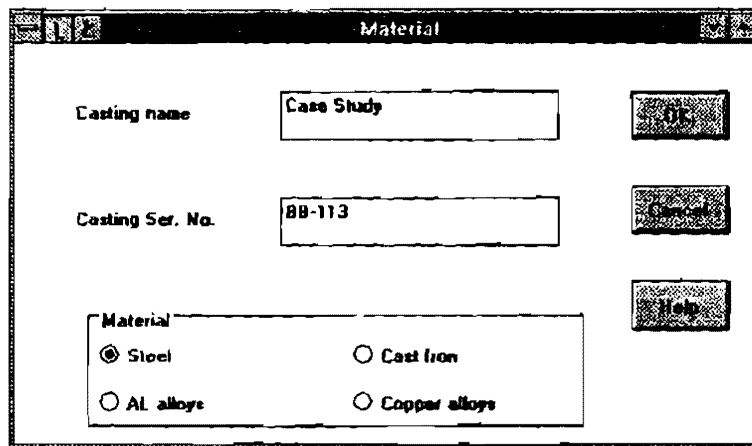 Material
Casting name
Case Study
OK
Casting Ser. No.
BB-113
Cancel
Help
Material
Steel
Cast Iron
AL alloys
Copper alloys